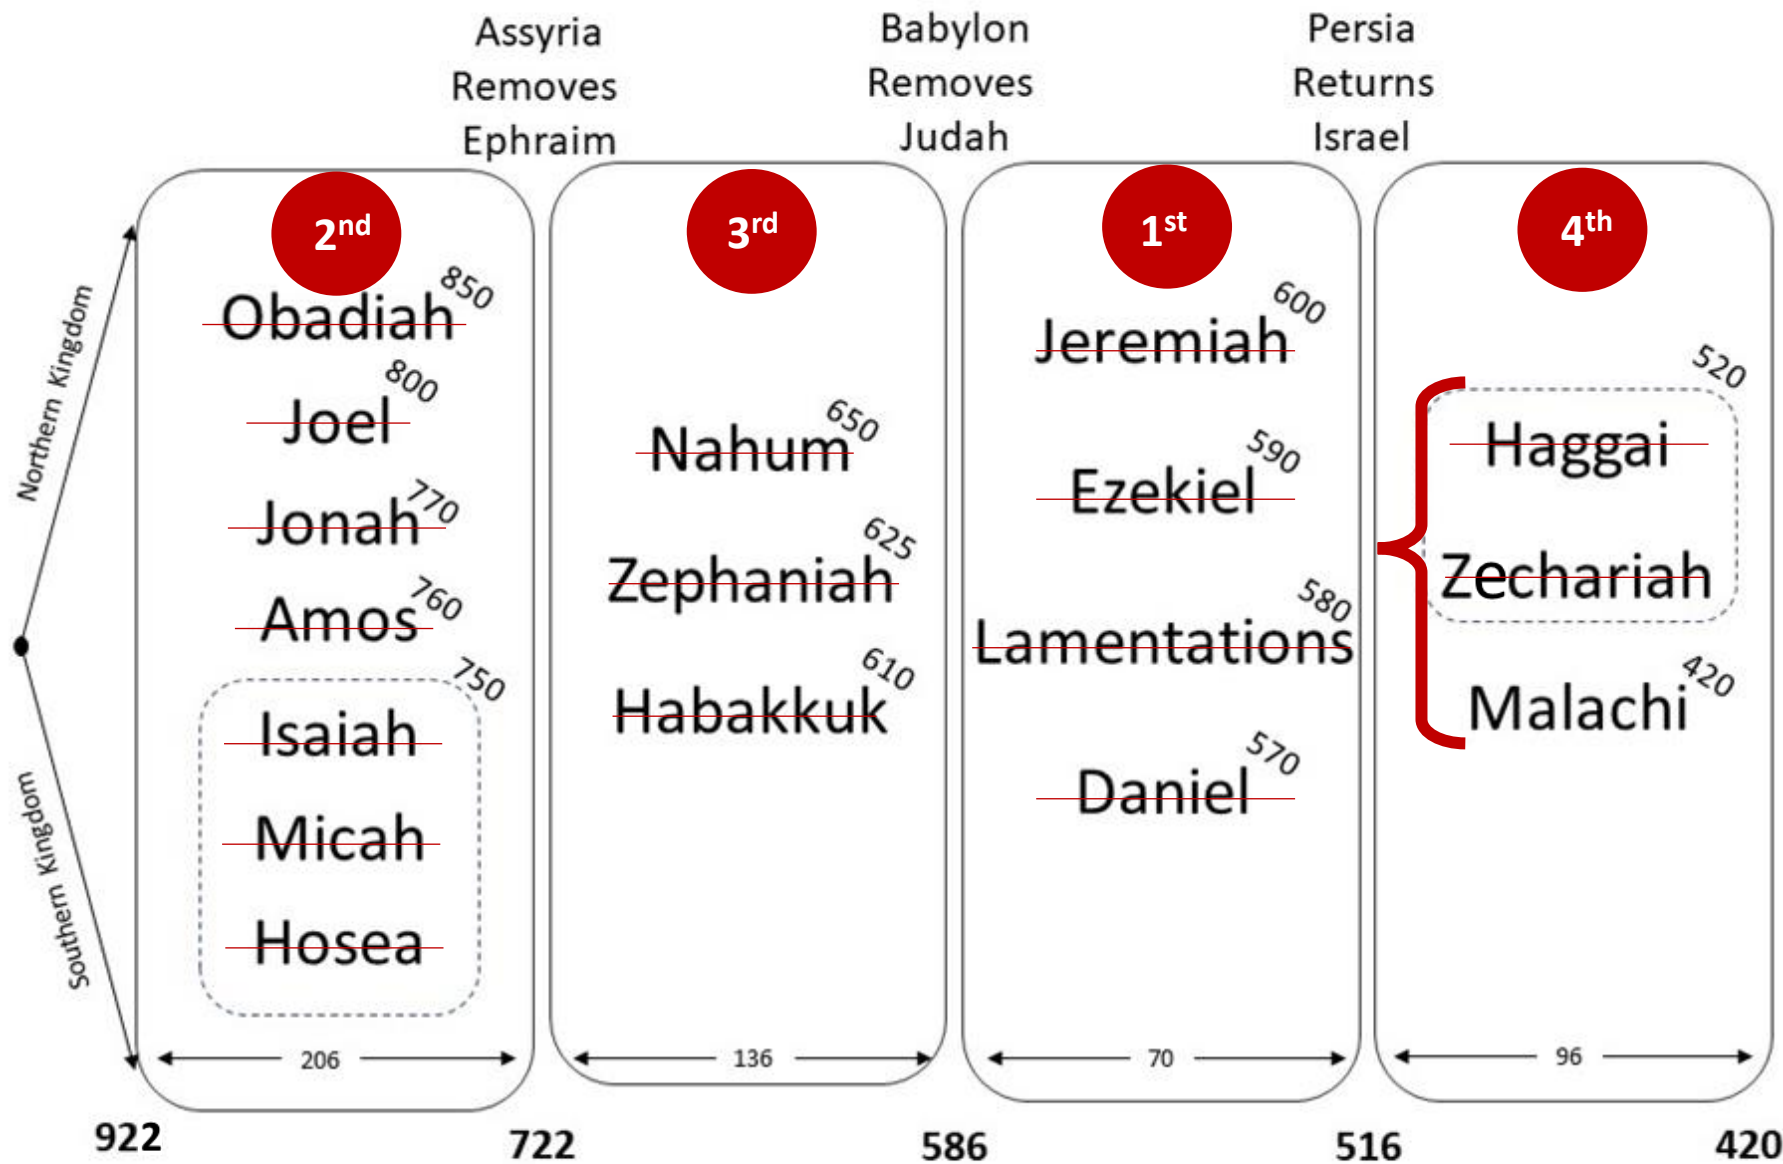 Assyria
Removes
Ephraim
Babylon
Removes
Judah
Persia
Returns
Israel
Northern Kingdom
Southern Kingdom
2nd
Obadiah 850
Joel 800
Jonah 770
Amos 760
750
Isaiah
Micah
Hosea
206
3rd
Nahum 650
Zephaniah 625
Habakkuk 610
136
1st
Jeremiah 600
Ezekiel 590
Lamentations 580
Daniel 570
70
4th
520
Haggai
Zechariah
Malachi 420
96
922
722
586
516
420